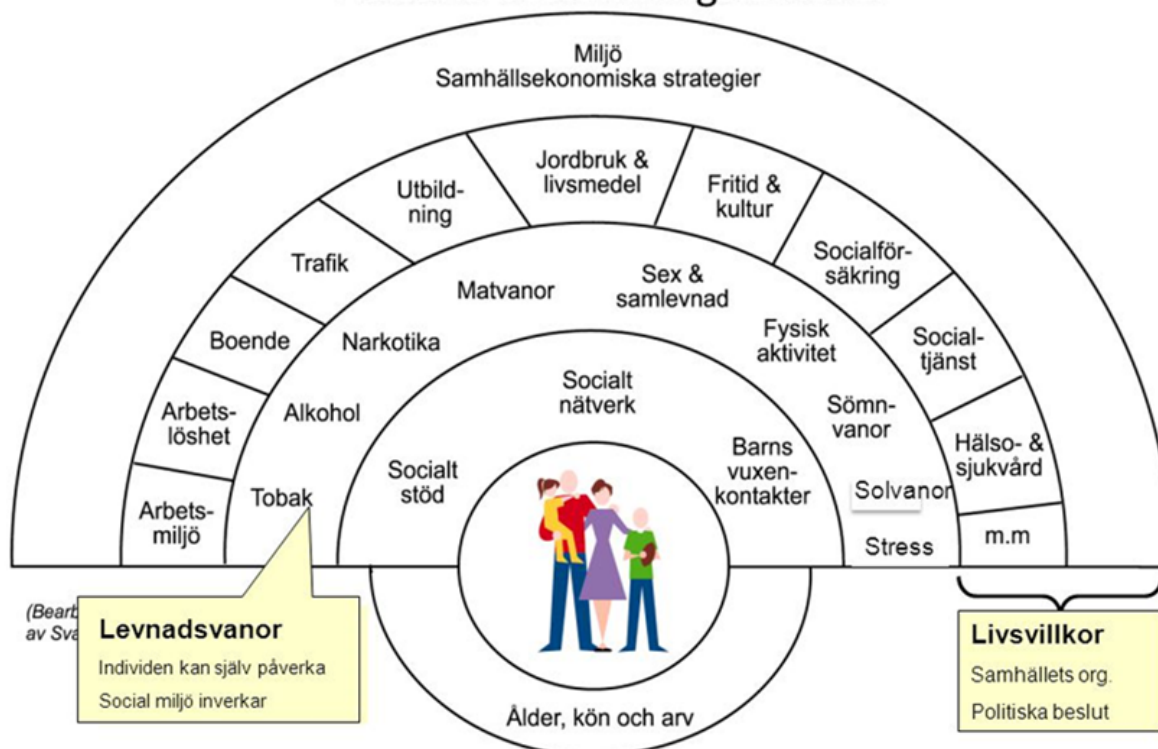 Miljö
Samhällsekonomiska strategier
Jordbruk &
livsmedel
Utbild-
ning
Fritid &
kultur
Trafik
Socialför-
säkring
Boende
Social-
tjänst
Arbets-
löshet
Hälso- &
sjukvård
Arbets-
miljö
m.m
Matvanor
Sex &
samlevnad
Narkotika
Fysisk
aktivitet
Alkohol
Sömn-
vanor
Tobak
Solvanor
Stress
Socialt
nätverk
Socialt
stöd
Barns
vuxen-
kontakter
Ålder, kön och arv
(Bearb
av Sva
Levnadsvanor
Individen kan själv påverka
Social miljö inverkar
Livsvillkor
Samhällets org.
Politiska beslut